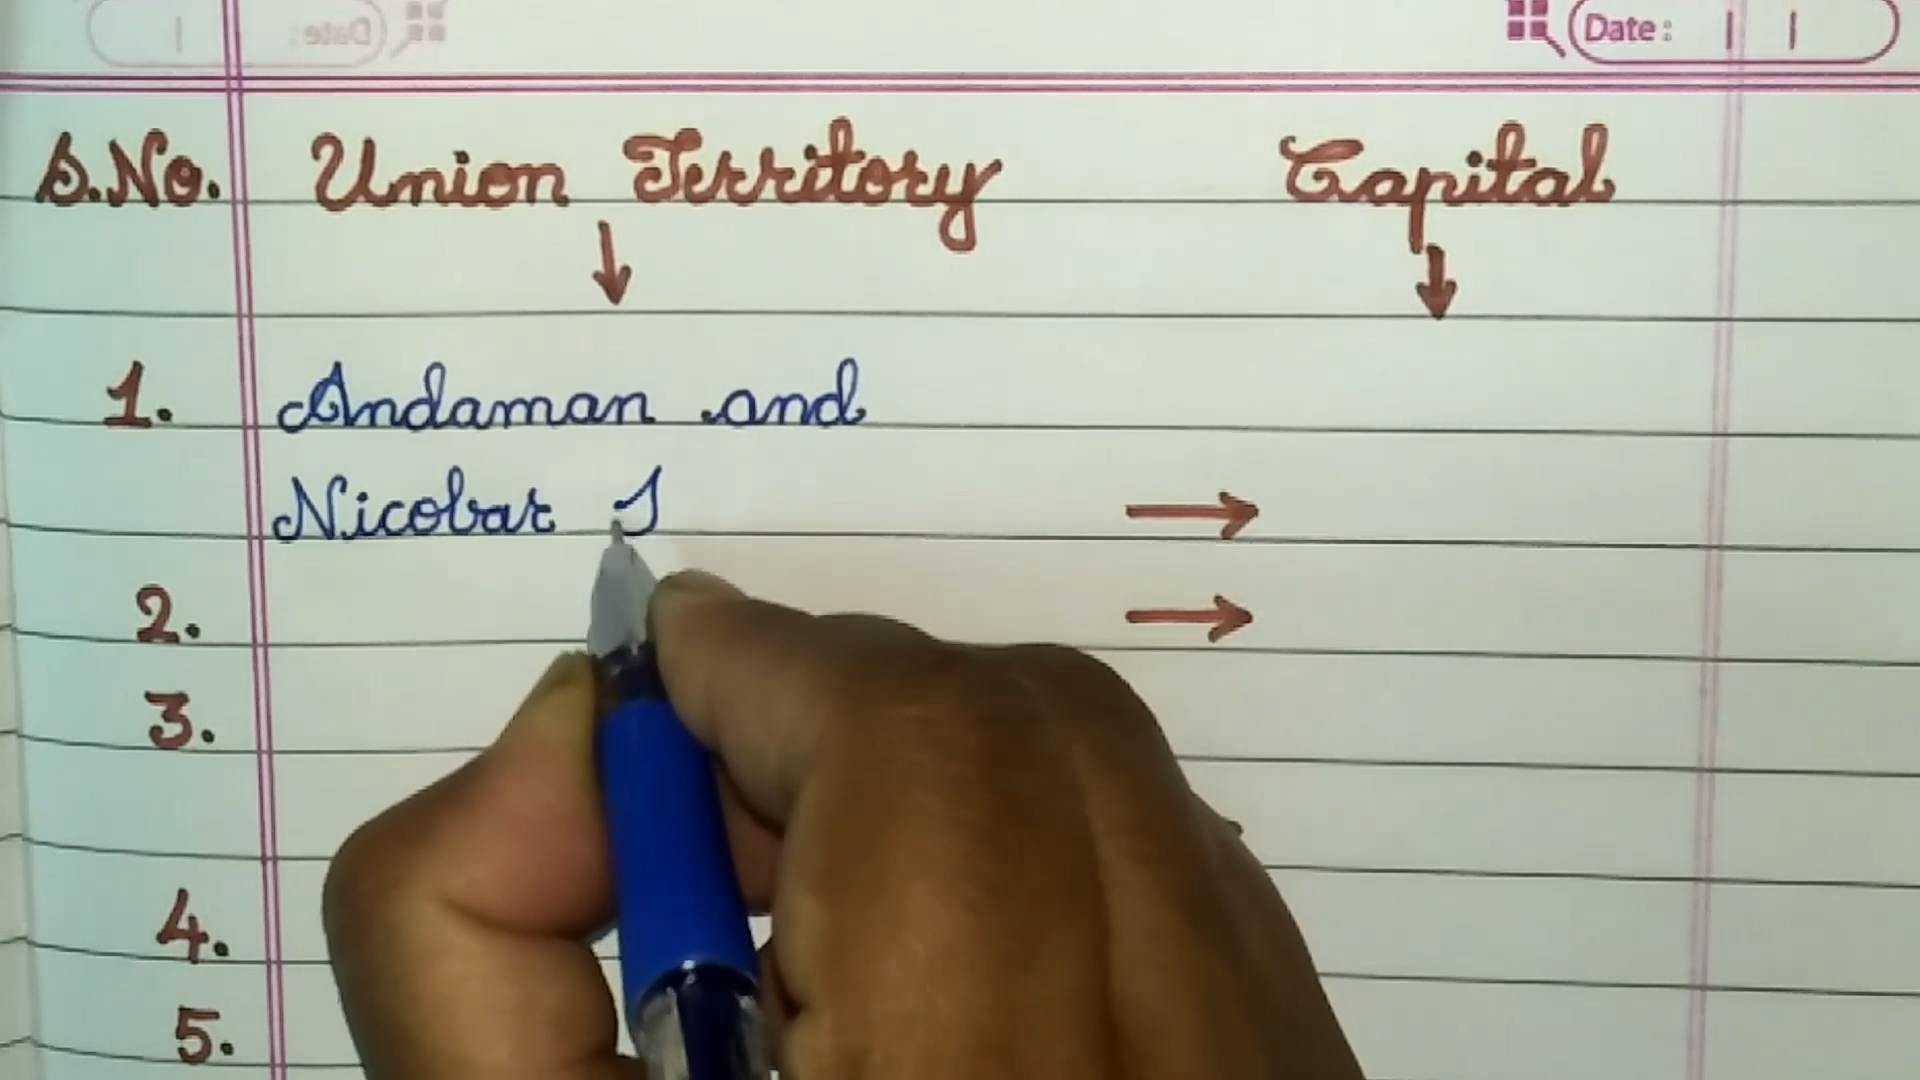 Date:
S.No. Union Territory Capital
↓ ↓
1. Andaman and
Nicobar I →
2. →
3.
4.
5.